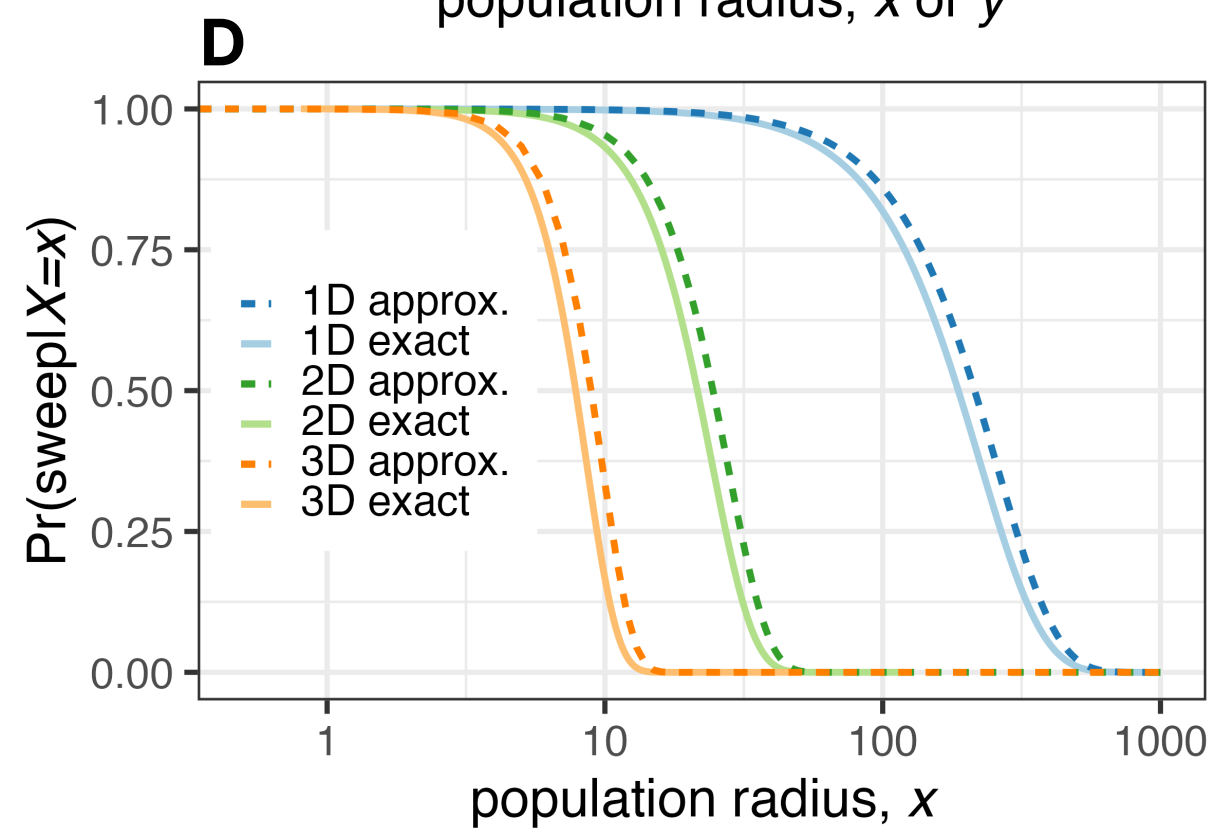 population radius, x or y
D
1.00
0.75
0.50
0.25
0.00
Pr(sweep|X=x)
1D approx.
1D exact
2D approx.
2D exact
3D approx.
3D exact
1
10
100
1000
population radius, x